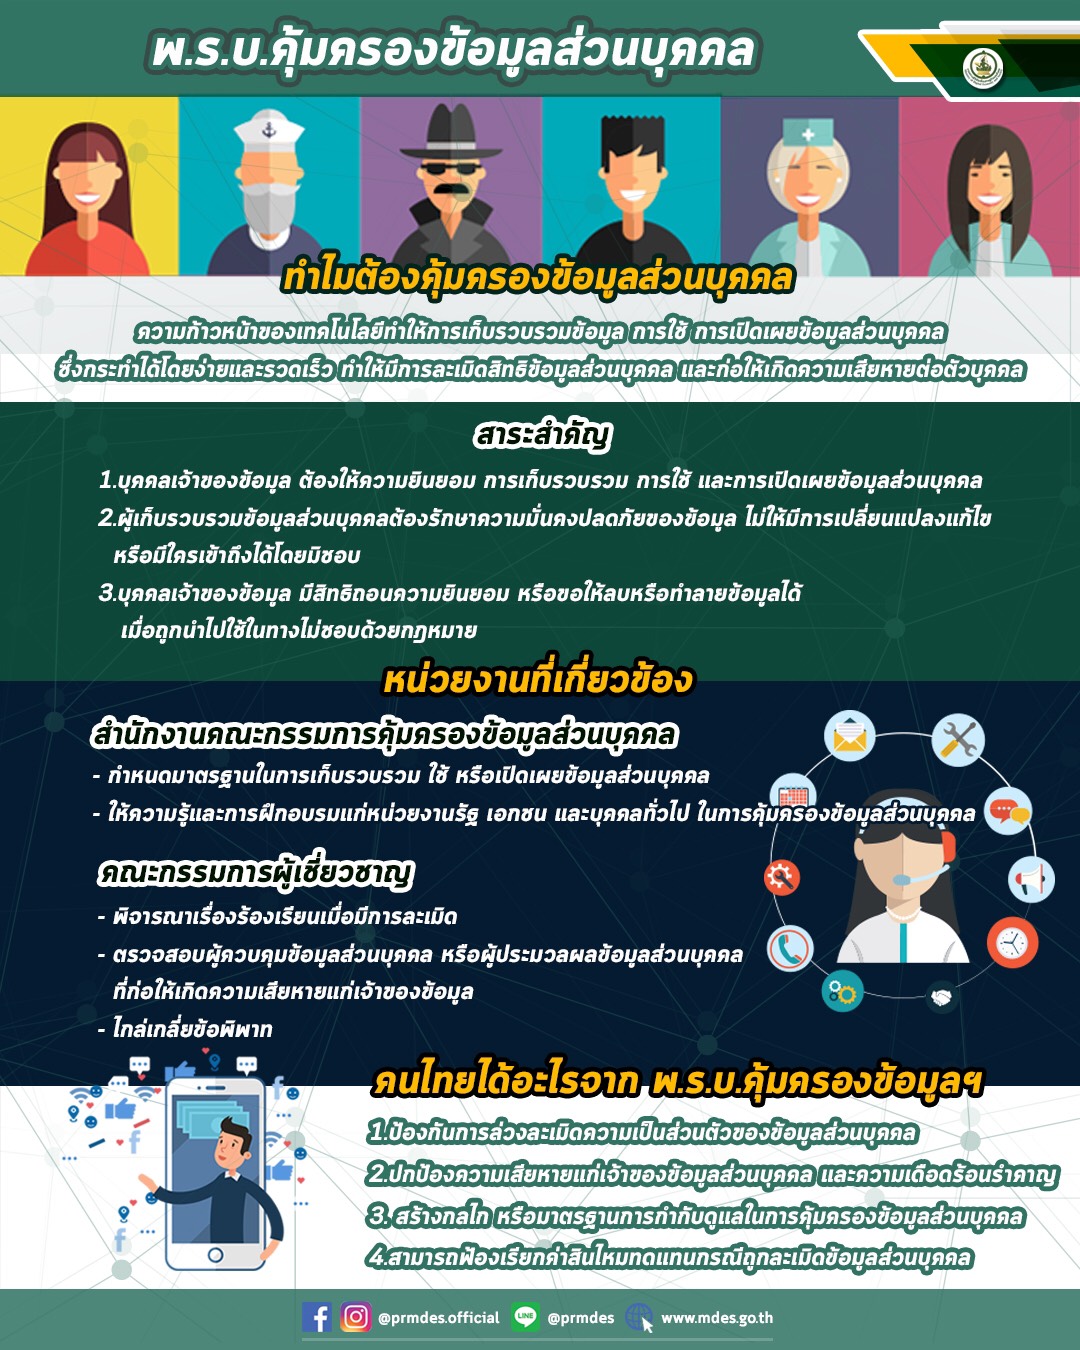 พ.ร.บ.คุ้มครองข้อมูลส่วนบุคคล
ทำไมต้องคุ้มครองข้อมูลส่วนบุคคล
ความก้าวหน้าของเทคโนโลยีทำให้การเก็บรวบรวมข้อมูล การใช้ การเปิดเผยข้อมูลส่วนบุคคล
ซึ่งกระทำได้โดยง่ายและรวดเร็ว ทำให้มีการละเมิดสิทธิข้อมูลส่วนบุคคล และก่อให้เกิดความเสียหายต่อตัวบุคคล
สาระสำคัญ
1.บุคคลเจ้าของข้อมูล ต้องให้ความยินยอม การเก็บรวบรวม การใช้ และการเปิดเผยข้อมูลส่วนบุคคล
2.ผู้เก็บรวบรวมข้อมูลส่วนบุคคลต้องรักษาความมั่นคงปลดภัยของข้อมูล ไม่ให้มีการเปลี่ยนแปลงแก้ไข
หรือมีใครเข้าถึงได้โดยมิชอบ
3.บุคคลเจ้าของข้อมูล มีสิทธิถอนความยินยอม หรือขอให้ลบหรือทำลายข้อมูลได้
เมื่อถูกนำไปใช้ในทางไม่ชอบด้วยกฎหมาย
หน่วยงานที่เกี่ยวข้อง
สำนักงานคณะกรรมการคุ้มครองข้อมูลส่วนบุคคล
- กำหนดมาตรฐานในการเก็บรวบรวม ใช้ หรือเปิดเผยข้อมูลส่วนบุคคล
- ให้ความรู้และการฝึกอบรมแก่หน่วยงานรัฐ เอกชน และบุคคลทั่วไป ในการคุ้มครองข้อมูลส่วนบุคคล
คณะกรรมการผู้เชี่ยวชาญ
- พิจารณาเรื่องร้องเรียนเมื่อมีการละเมิด
- ตรวจสอบผู้ควบคุมข้อมูลส่วนบุคคล หรือผู้ประมวลผลข้อมูลส่วนบุคคล
ที่ก่อให้เกิดความเสียหายแก่เจ้าของข้อมูล
- ไกล่เกลี่ยข้อพิพาท
คนไทยได้อะไรจาก พ.ร.บ.คุ้มครองข้อมูลฯ
1.ป้องกันการล่วงละเมิดความเป็นส่วนตัวของข้อมูลส่วนบุคคล
2.ปกป้องความเสียหายแก่เจ้าของข้อมูลส่วนบุคคล และความเดือดร้อนรำคาญ
3. สร้างกลไก หรือมาตรฐานการกำกับดูแลในการคุ้มครองข้อมูลส่วนบุคคล
4.สามารถฟ้องเรียกค่าสินไหมทดแทนกรณีถูกละเมิดข้อมูลส่วนบุคคล
@prmdes.official LINE @prmdes www.mdes.go.th